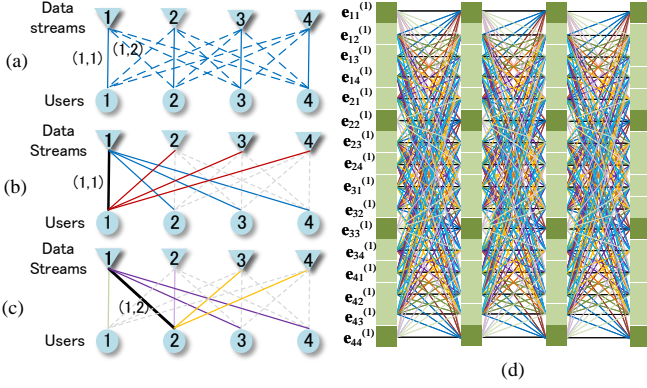 Data streams
1 2 3 4
(1,1) (1,2)
(a)
Users
1 2 3 4
Data Streams
1 2 3 4
(1,1)
(b)
Users
1 2 3 4
Data Streams
1 2 3 4
(1,2)
(c)
Users
1 2 3 4
e11(1)
e12(1)
e13(1)
e14(1)
e21(1)
e22(1)
e23(1)
e24(1)
e31(1)
e32(1)
e33(1)
e34(1)
e41(1)
e42(1)
e43(1)
e44(1)
(d)